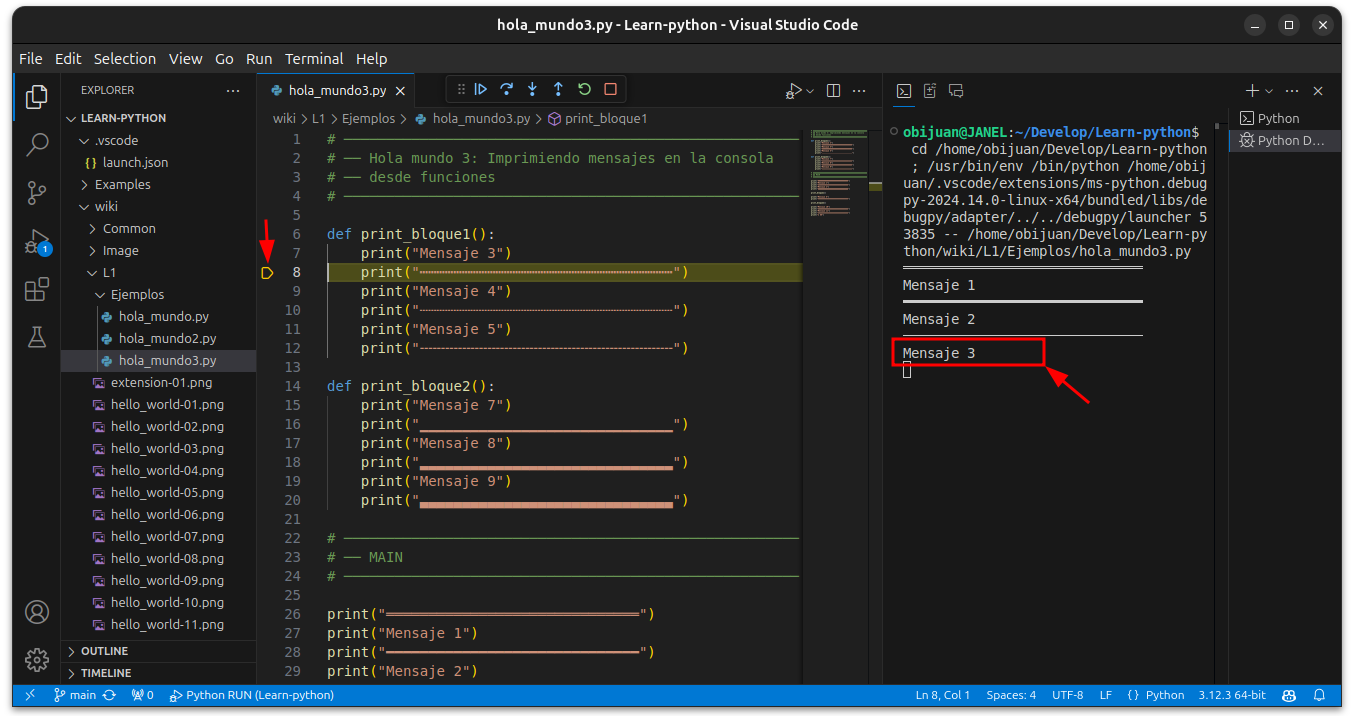 hola_mundo3.py - Learn-python - Visual Studio Code
File Edit Selection View Go Run Terminal Help
EXPLORER
LEARN-PYTHON
.vscode
{} launch.json
Examples
wiki
Common
Image
L1
Ejemplos
hola_mundo.py
hola_mundo2.py
hola_mundo3.py
extension-01.png
hello_world-01.png
hello_world-02.png
hello_world-03.png
hello_world-04.png
hello_world-05.png
hello_world-06.png
hello_world-07.png
hello_world-08.png
hello_world-09.png
hello_world-10.png
hello_world-11.png
OUTLINE
TIMELINE
1
hola_mundo3.py
wiki > L1 > Ejemplos > hola_mundo3.py > print_bloque1
1 # ──────────────────────────────
2 # ── Hola mundo 3: Imprimiendo mensajes en la consola
3 # ── desde funciones
4 # ──────────────────────────────
5
6 def print_bloque1():
7 print("Mensaje 3")
8 print("┅┅┅┅┅┅┅┅┅┅┅┅┅┅┅┅┅┅┅┅┅┅┅┅┅┅┅┅┅┅")
9 print("Mensaje 4")
10 print("┄┄┄┄┄┄┄┄┄┄┄┄┄┄┄┄┄┄┄┄┄┄┄┄┄┄┄┄┄┄")
11 print("Mensaje 5")
12 print("┈┈┈┈┈┈┈┈┈┈┈┈┈┈┈┈┈┈┈┈┈┈┈┈┈┈┈┈┈┈")
13
14 def print_bloque2():
15 print("Mensaje 7")
16 print("▁▁▁▁▁▁▁▁▁▁▁▁▁▁▁▁▁▁▁▁▁▁▁▁▁▁▁▁▁▁")
17 print("Mensaje 8")
18 print("▂▂▂▂▂▂▂▂▂▂▂▂▂▂▂▂▂▂▂▂▂▂▂▂▂▂▂▂▂▂")
19 print("Mensaje 9")
20 print("▃▃▃▃▃▃▃▃▃▃▃▃▃▃▃▃▃▃▃▃▃▃▃▃▃▃▃▃▃▃")
21
22 # ──────────────────────────────
23 # ── MAIN
24 # ──────────────────────────────
25
26 print("══════════════════════════════")
27 print("Mensaje 1")
28 print("━━━━━━━━━━━━━━━━━━━━━━━━━━━━━━")
29 print("Mensaje 2")
obijuan@JANEL:~/Develop/Learn-python$
cd /home/obijuan/Develop/Learn-python
; /usr/bin/env /bin/python /home/obij
uan/.vscode/extensions/ms-python.debug
py-2024.14.0-linux-x64/bundled/libs/de
bugpy/adapter/../../debugpy/launcher 5
3835 -- /home/obijuan/Develop/Learn-py
thon/wiki/L1/Ejemplos/hola_mundo3.py
══════════════════════════════
Mensaje 1
━━━━━━━━━━━━━━━━━━━━━━━━━━━━━━
Mensaje 2
──────────────────────────────
Mensaje 3
Python
Python D...
main
0
Python RUN (Learn-python)
Ln 8, Col 1
Spaces: 4
UTF-8
LF
{} Python
3.12.3 64-bit